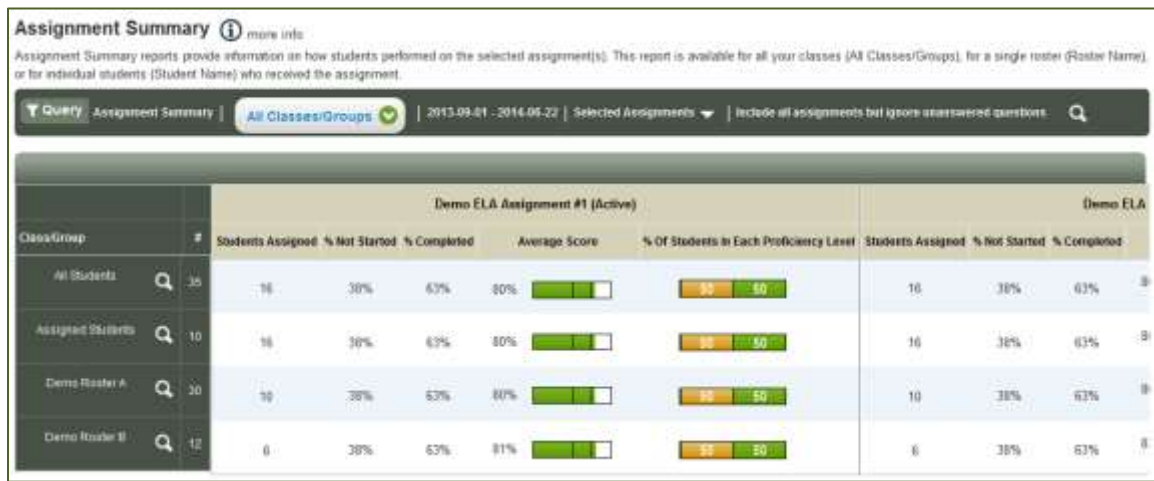 Assignment Summary more info
Assignment Summary reports provide information on how students performed on the selected assignment(s). This report is available for all your classes (All Classes/Groups), for a single roster (Roster Name),
or for individual students (Student Name) who received the assignment.
Query Assignment Summary | All Classes/Groups | 2013-09-01 - 2014-06-22 | Selected Assignments | Include all assignments but ignore unanswered questions
Demo ELA Assignment #1 (Active) Demo ELA
Class/Group # Students Assigned % Not Started % Completed Average Score % Of Students In Each Proficiency Level Students Assigned % Not Started % Completed
All Students 16 38% 63% 80% 50 50 16 38% 63%
Assigned Students 10 16 38% 63% 80% 50 50 16 38% 63%
Demo Roster A 10 38% 63% 80% 50 50 10 38% 63%
Demo Roster B 12 6 38% 63% 81% 50 50 6 38% 63%